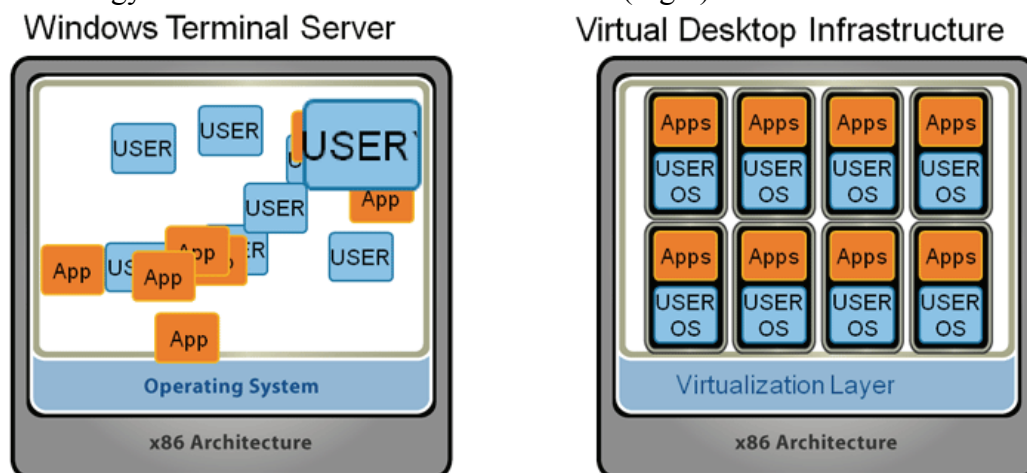 Windows Terminal Server
USER
USER
USER
App
USER
USER
App
App
App
App
Operating System
x86 Architecture
Virtual Desktop Infrastructure
Apps
Apps
Apps
Apps
USER
OS
USER
OS
USER
OS
USER
OS
Apps
Apps
Apps
Apps
USER
OS
USER
OS
USER
OS
USER
OS
Virtualization Layer
x86 Architecture